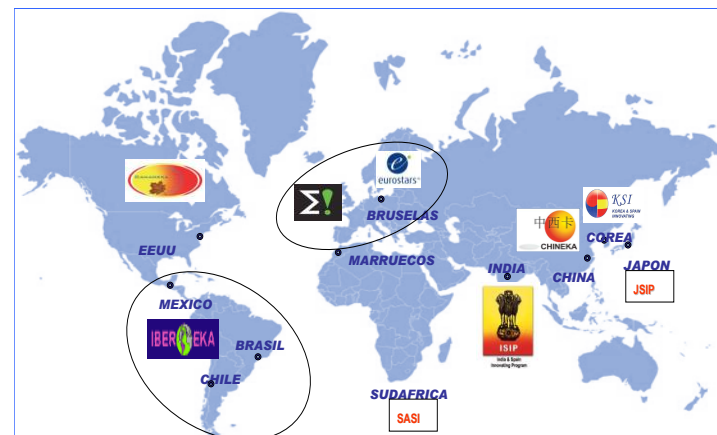 eurostars™
Σ!
BRUSELAS
KSI
KOREA & SPAIN
INNOVATING
中西卡
CHINEKA
COREA
EEUU
MARRUECOS
INDIA
CHINA
JAPON
JSIP
MEXICO
IBEROEKA
BRASIL
ISIP
India & Spain
Innovating Program
CHILE
SUDAFRICA
SASI